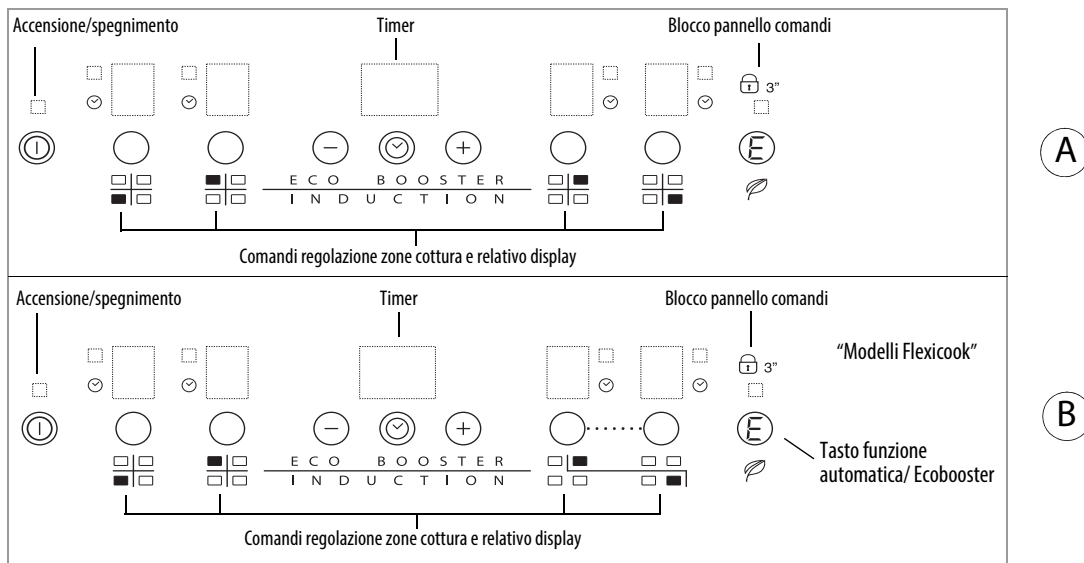 Accensione/spegnimento
Timer
Blocco pannello comandi
3”
A
E
ECO BOOSTER
INDUCTION
Comandi regolazione zone cottura e relativo display
Accensione/spegnimento
Timer
Blocco pannello comandi
“Modelli Flexicook”
3”
B
E
Tasto funzione
automatica/ Ecobooster
ECO BOOSTER
INDUCTION
Comandi regolazione zone cottura e relativo display